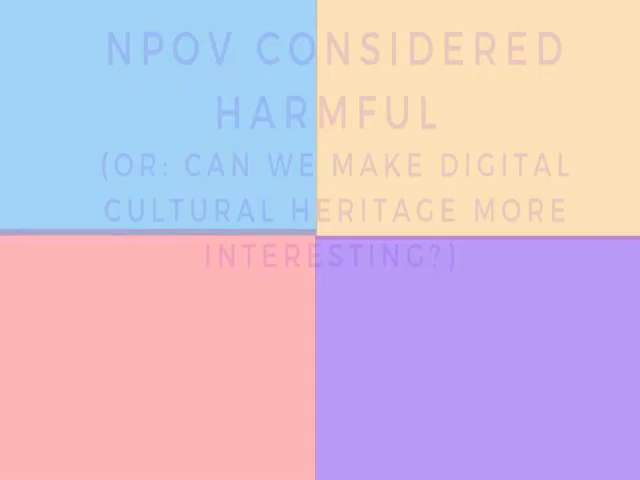 NPOV CONSIDERED
HARMFUL
(OR: CAN WE MAKE DIGITAL
CULTURAL HERITAGE MORE
INTERESTING?)